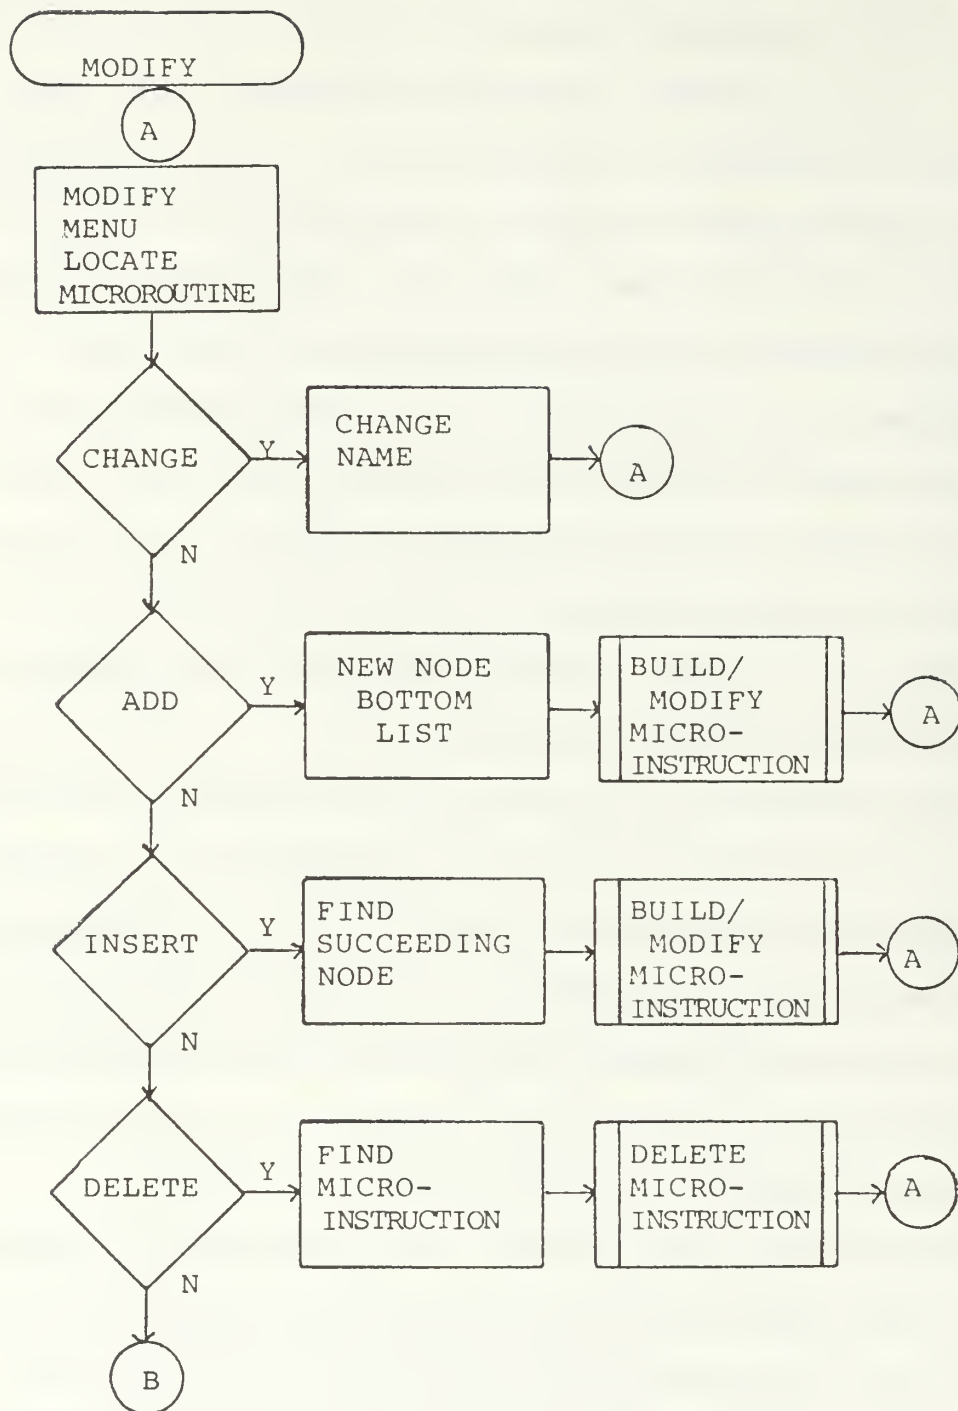 MODIFY
A
MODIFY
MENU
LOCATE
MICROROUTINE
CHANGE
Y
CHANGE
NAME
A
N
ADD
Y
NEW NODE
BOTTOM
LIST
BUILD/
MODIFY
MICRO-
INSTRUCTION
A
N
INSERT
Y
FIND
SUCCEEDING
NODE
BUILD/
MODIFY
MICRO-
INSTRUCTION
A
N
DELETE
Y
FIND
MICRO-
INSTRUCTION
DELETE
MICRO-
INSTRUCTION
A
N
B